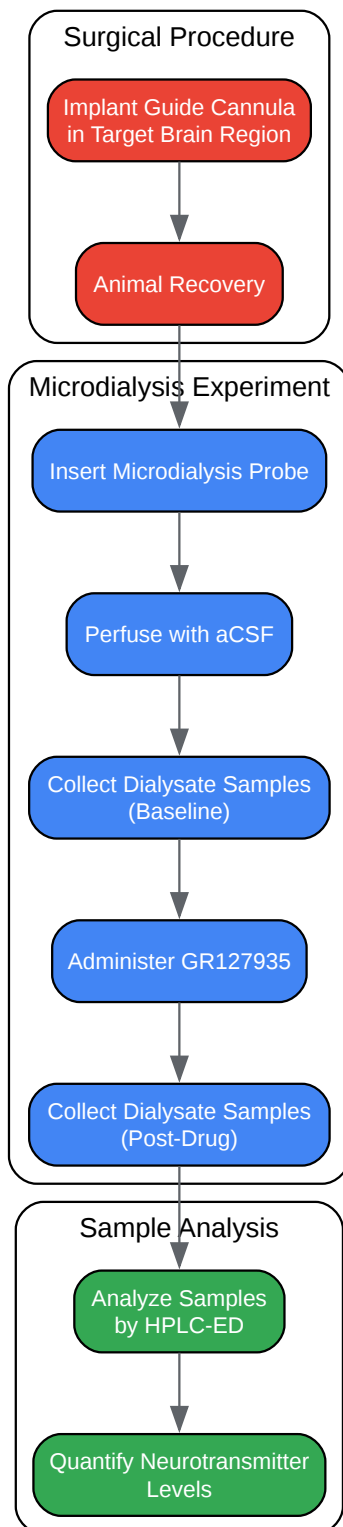 Surgical Procedure
Implant Guide Cannula
in Target Brain Region
Animal Recovery
Microdialysis Experiment
Insert Microdialysis Probe
Perfuse with aCSF
Collect Dialysate Samples
(Baseline)
Administer GR127935
Collect Dialysate Samples
(Post-Drug)
Sample Analysis
Analyze Samples
by HPLC-ED
Quantify Neurotransmitter
Levels